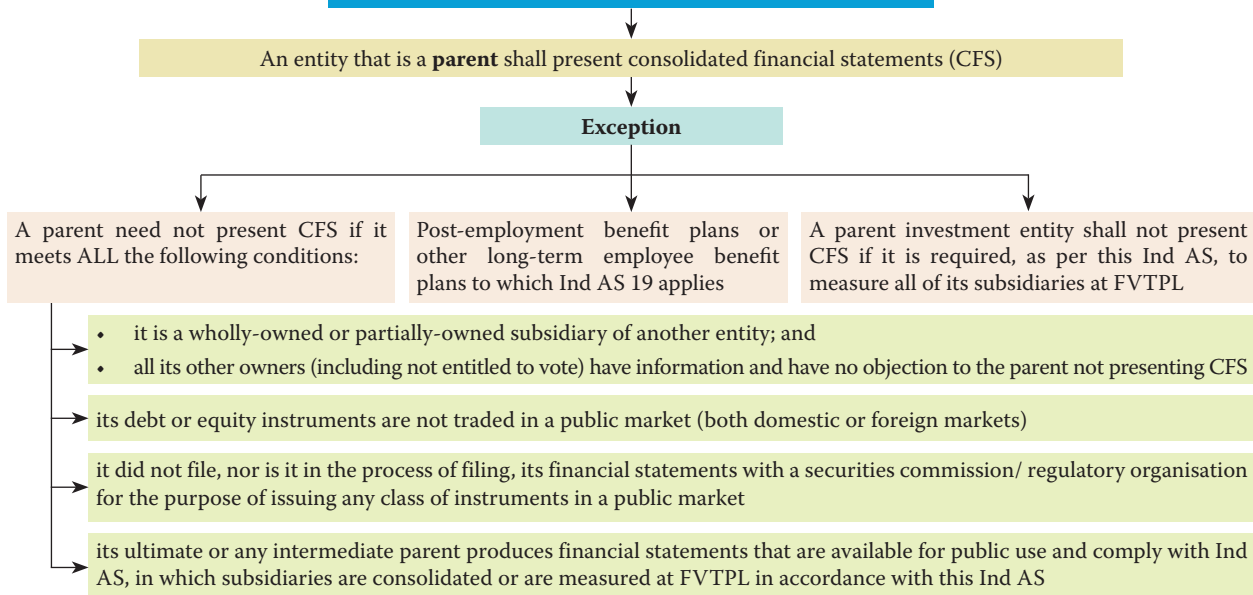 An entity that is a parent shall present consolidated financial statements (CFS)
Exception
A parent need not present CFS if it
meets ALL the following conditions:
Post-employment benefit plans or
other long-term employee benefit
plans to which Ind AS 19 applies
A parent investment entity shall not present
CFS if it is required, as per this Ind AS, to
measure all of its subsidiaries at FVTPL
• it is a wholly-owned or partially-owned subsidiary of another entity; and
• all its other owners (including not entitled to vote) have information and have no objection to the parent not presenting CFS
its debt or equity instruments are not traded in a public market (both domestic or foreign markets)
it did not file, nor is it in the process of filing, its financial statements with a securities commission/ regulatory organisation
for the purpose of issuing any class of instruments in a public market
its ultimate or any intermediate parent produces financial statements that are available for public use and comply with Ind
AS, in which subsidiaries are consolidated or are measured at FVTPL in accordance with this Ind AS